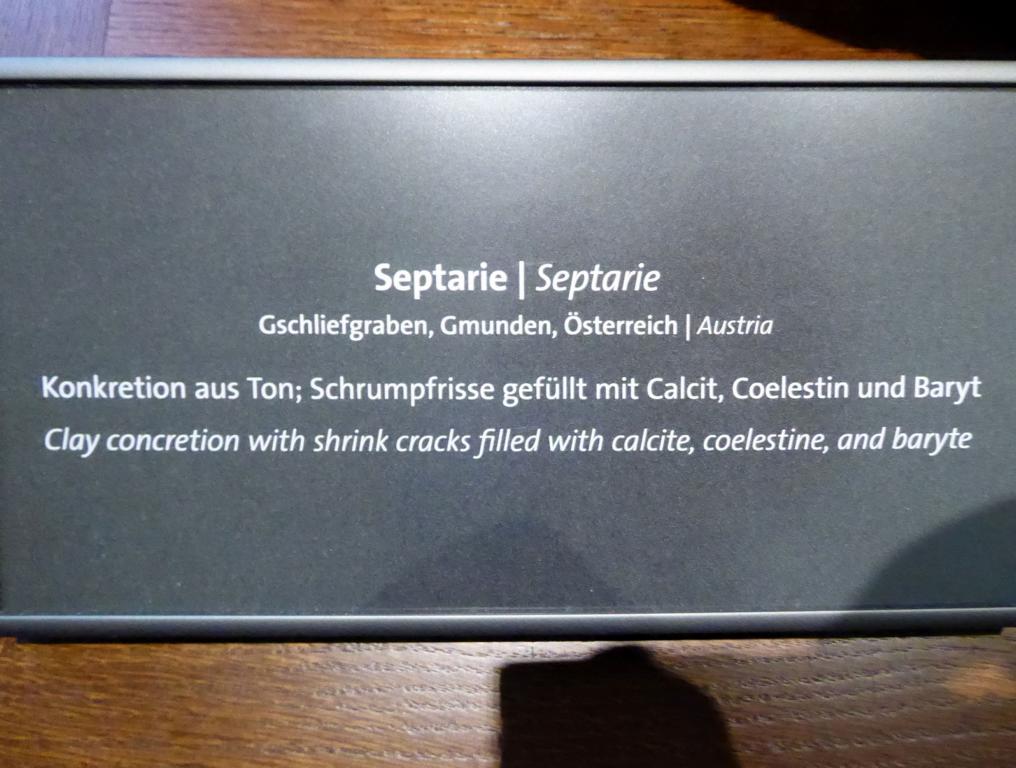 Septarie | Septarie
Gschliefgraben, Gmunden, Österreich | Austria
Konkretion aus Ton; Schrumpfrisse gefüllt mit Calcit, Coelestin und Baryt
Clay concretion with shrink cracks filled with calcite, coelestine, and baryte